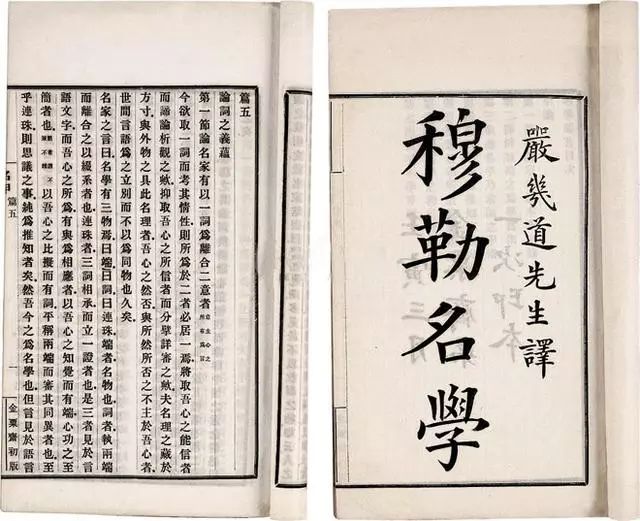 嚴幾道先生譯
穆勒名學
篇五
論詞之義蘊
第一節論名家有以一詞爲離合二意者
今欲取一詞而考其情性則所爲於二者必居一焉將取吾心之能信者
而諦論析觀之歟抑取吾心之所信者而分擘詳審之歟夫名理之藏於
方寸與外物之具此名理者吾心之然否與所然所否之不主於吾心者
世間言語爲之立別而不以爲同物也久矣
名家之言曰名學有三物焉曰端曰詞曰連珠端者名物也詞者執兩端
而離合之以綴系者也連珠者三詞相承而立一證者也是三者見於言
語文字而吾心之所爲有與爲相應者以吾心之知覺而有端心功之至
簡者也以吾心之比擬而有詞平稱兩端而審其同異者也至
乎連珠則思議之事純爲推知者矣然吾今之爲名學也但言見於語言
篇五
一
金粟齋初版